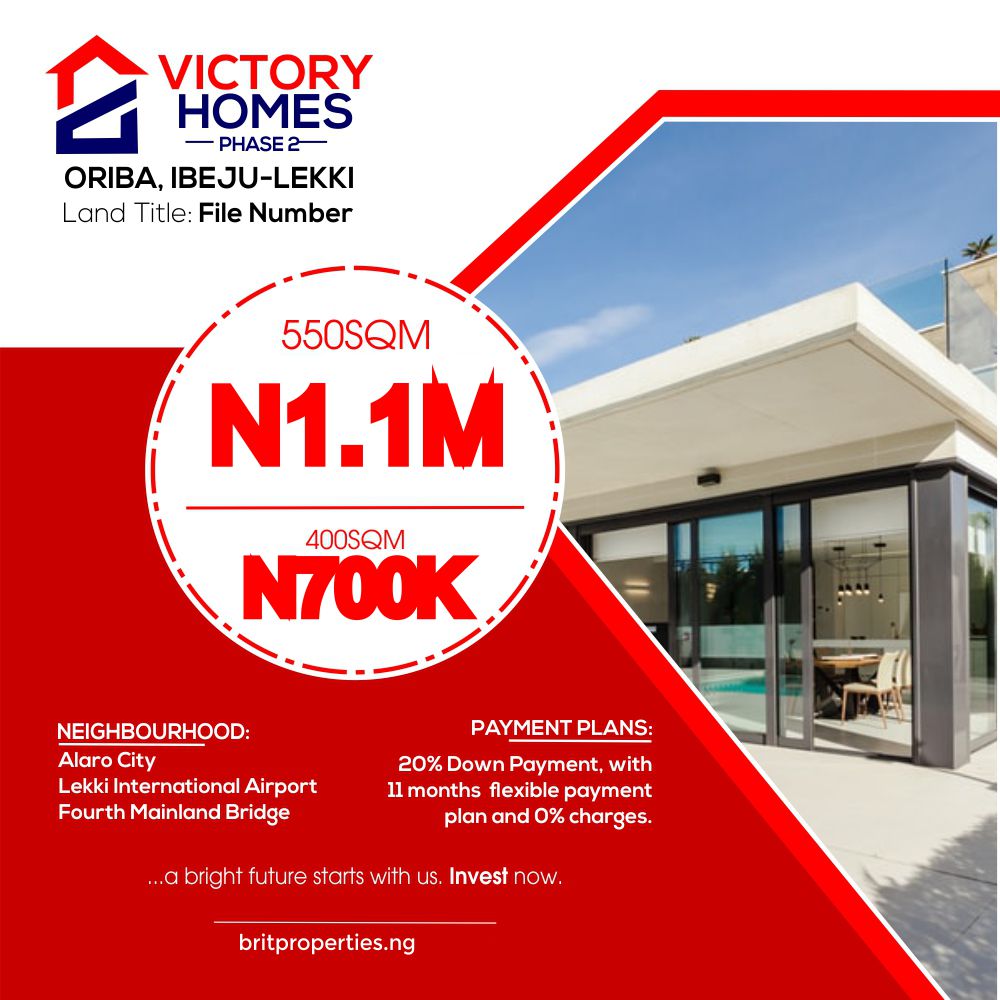 VICTORY
HOMES
PHASE 2
ORIBA, IBEJU-LEKKI
Land Title: File Number
550SQM
N1.1M
400SQM
N700K
NEIGHBOURHOOD:
Alaro City
Lekki International Airport
Fourth Mainland Bridge
PAYMENT PLANS:
20% Down Payment, with
11 months flexible payment
plan and 0% charges.
...a bright future starts with us. Invest now.
britproperties.ng